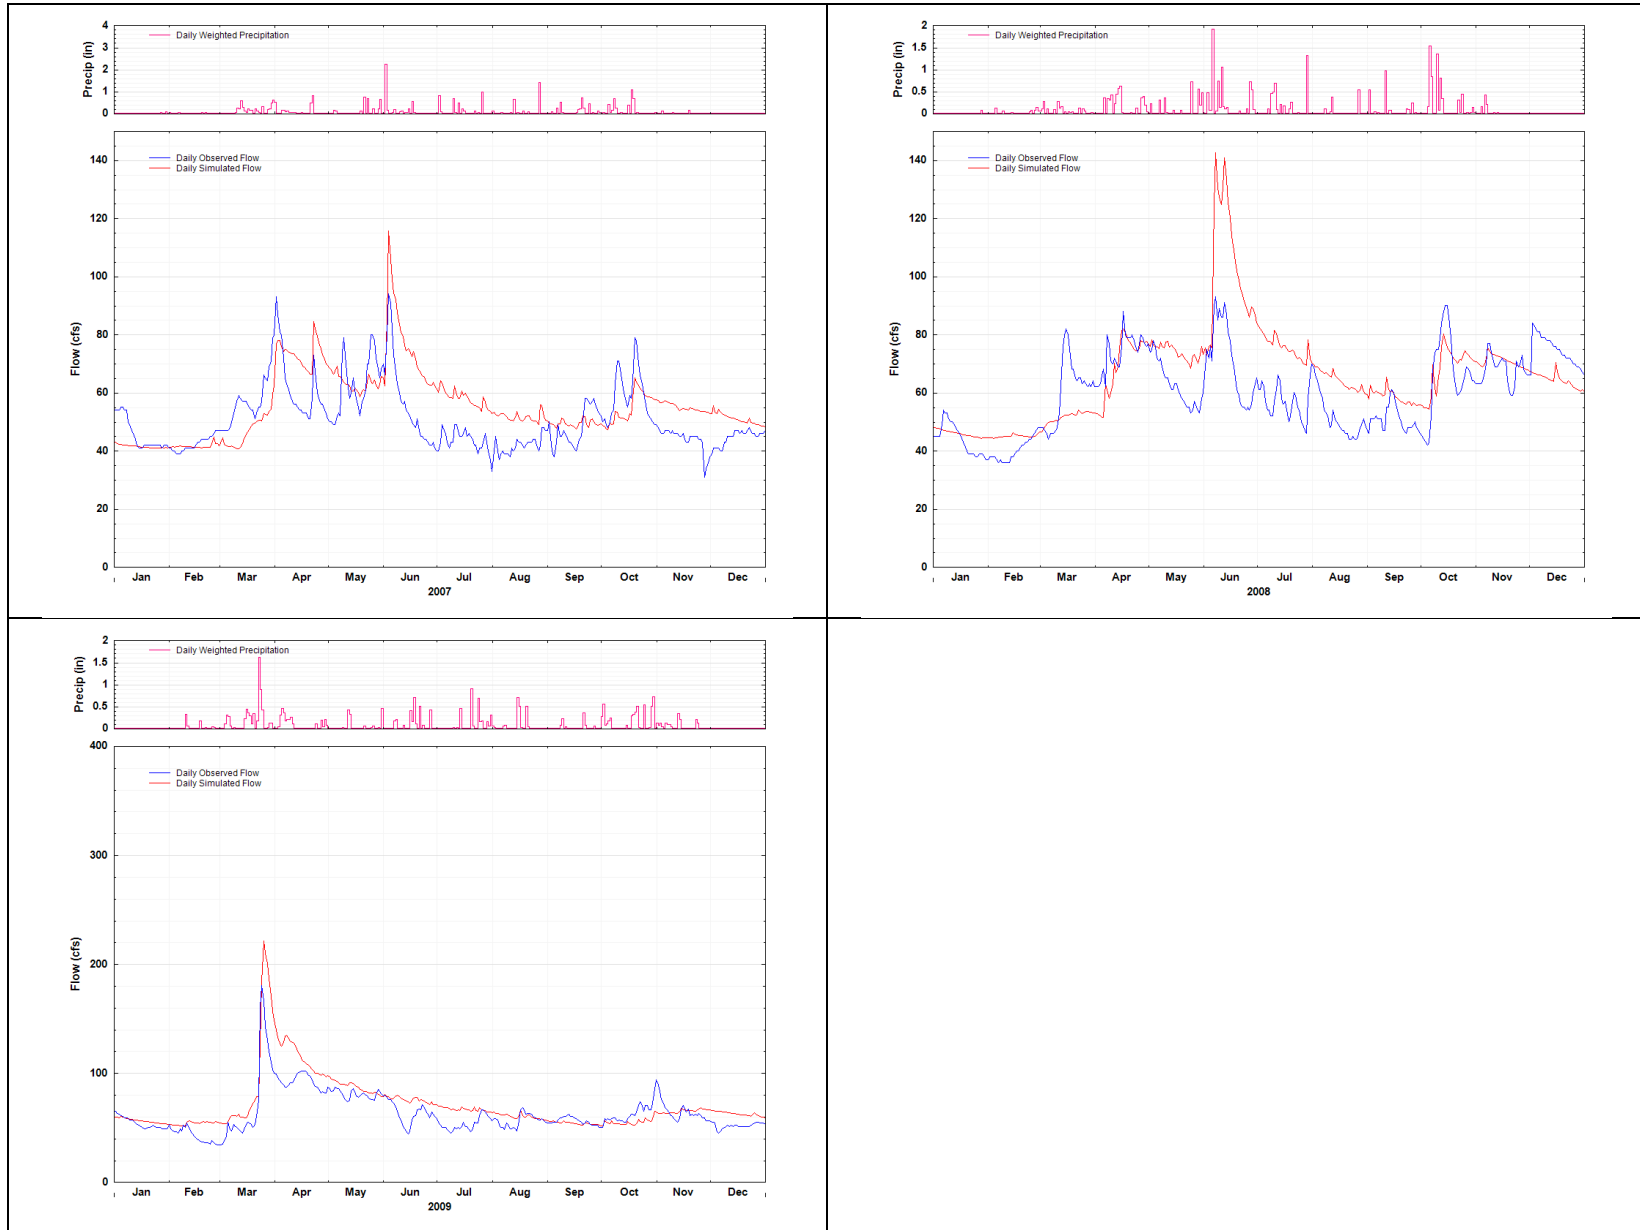 4
3
2
1
0
Precip (in)
Daily Weighted Precipitation
140
120
100
80
60
40
20
0
Flow (cfs)
Daily Observed Flow
Daily Simulated Flow
Jan Feb Mar Apr May Jun Jul Aug Sep Oct Nov Dec
2007
2
1.5
1
0.5
0
Precip (in)
Daily Weighted Precipitation
140
120
100
80
60
40
20
0
Flow (cfs)
Daily Observed Flow
Daily Simulated Flow
Jan Feb Mar Apr May Jun Jul Aug Sep Oct Nov Dec
2008
2
1.5
1
0.5
0
Precip (in)
Daily Weighted Precipitation
400
300
200
100
0
Flow (cfs)
Daily Observed Flow
Daily Simulated Flow
Jan Feb Mar Apr May Jun Jul Aug Sep Oct Nov Dec
2009